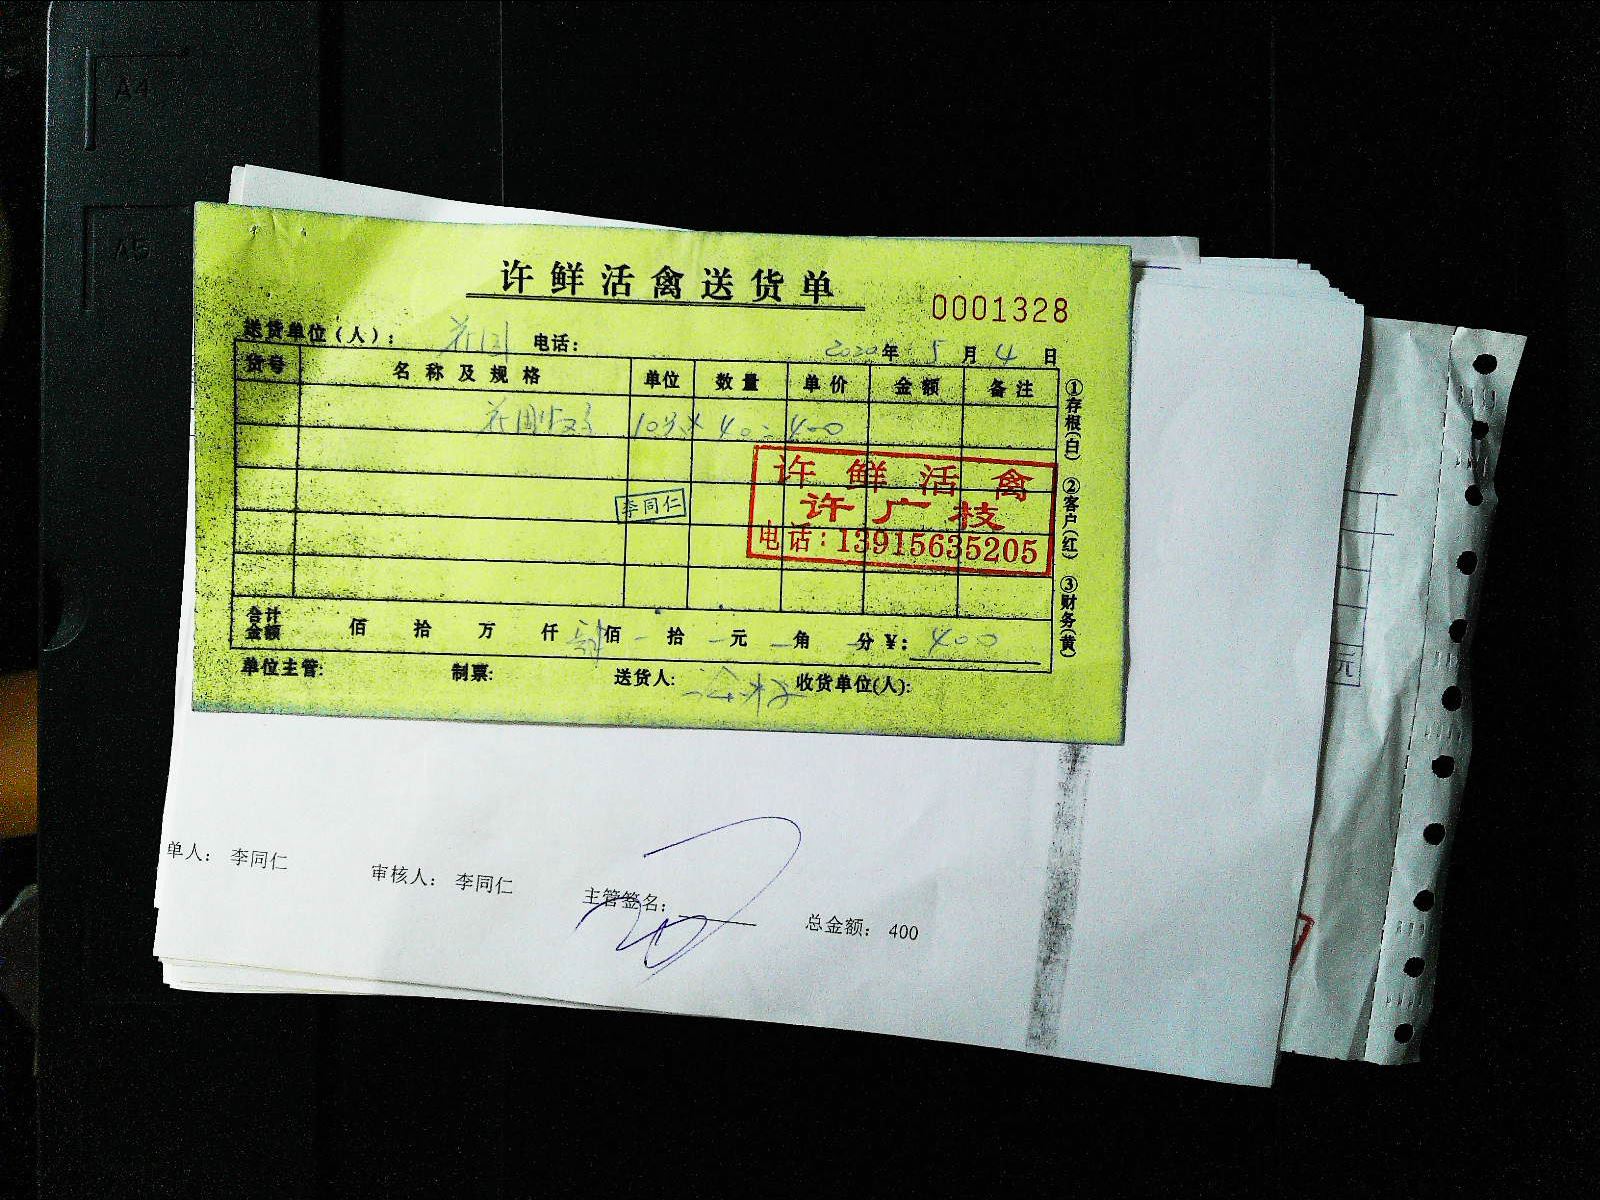 A4
A5
许鲜活禽送货单
0001328
送货单位(人): 电话: 2020年 5月 4日
货号 名称及规格 单位 数量 单价 金额 备注
40=400
①存根(白) ②客户(红) ③财务(黄)
许鲜活禽
李同仁 许广枝
电话:13915635205
合计金额 佰 拾 万 仟 佰 拾 元 角 分 ¥: 400
单位主管: 制票: 送货人: 收货单位(人):
元
单人: 李同仁 审核人: 李同仁 主管签名: 总金额: 400